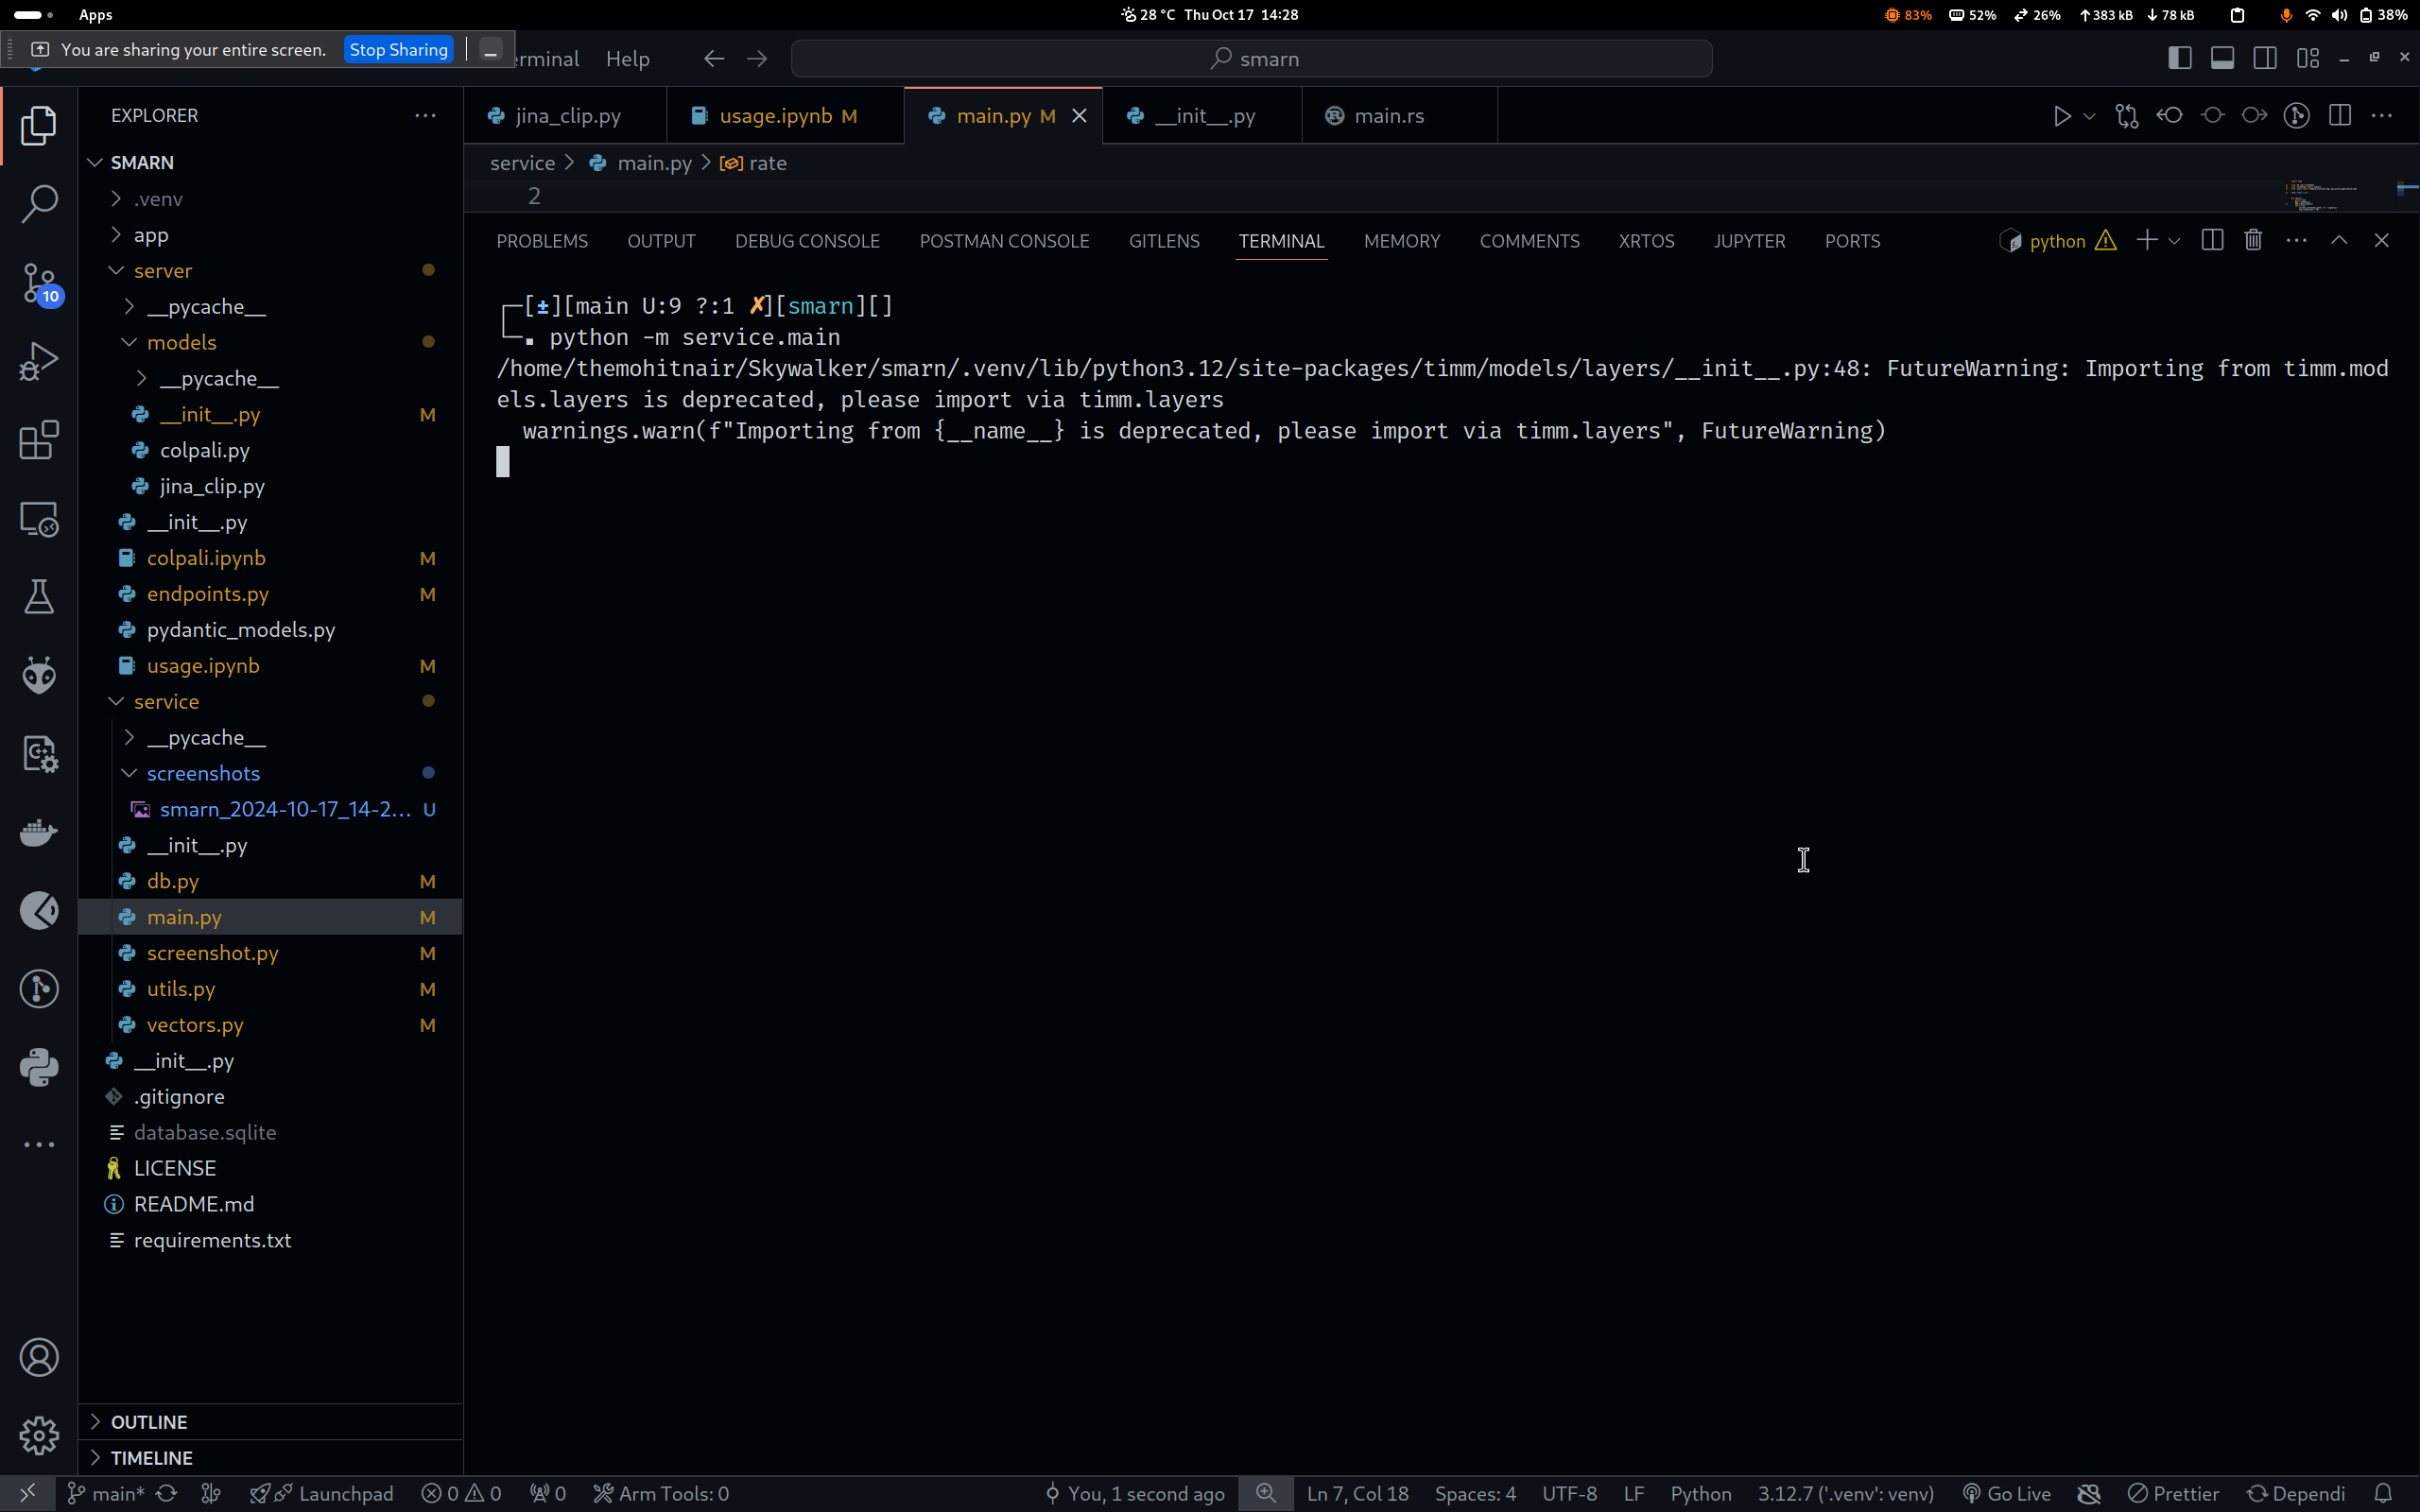 Apps
28 °C Thu Oct 17 14:28
83% 52% 26% 383 kB 78 kB 38%
You are sharing your entire screen. Stop Sharing
erminal Help
smarn
EXPLORER
jina_clip.py
usage.ipynb M
main.py M
__init__.py
main.rs
service > main.py > rate
2
SMARN
.venv
app
server
__pycache__
models
__pycache__
__init__.py M
colpali.py
jina_clip.py
__init__.py
colpali.ipynb M
endpoints.py M
pydantic_models.py
usage.ipynb M
service
__pycache__
screenshots
smarn_2024-10-17_14-2... U
__init__.py
db.py M
main.py M
screenshot.py M
utils.py M
vectors.py M
__init__.py
.gitignore
database.sqlite
LICENSE
README.md
requirements.txt
OUTLINE
TIMELINE
10
PROBLEMS OUTPUT DEBUG CONSOLE POSTMAN CONSOLE GITLENS TERMINAL MEMORY COMMENTS XRTOS JUPYTER PORTS
python
[±][main U:9 ?:1 ✗][smarn][]
python -m service.main
/home/themohitnair/Skywalker/smarn/.venv/lib/python3.12/site-packages/timm/models/layers/__init__.py:48: FutureWarning: Importing from timm.mod
els.layers is deprecated, please import via timm.layers
warnings.warn(f"Importing from {__name__} is deprecated, please import via timm.layers", FutureWarning)
main* Launchpad 0 0 0 Arm Tools: 0
You, 1 second ago Ln 7, Col 18 Spaces: 4 UTF-8 LF Python 3.12.7 ('.venv': venv) Go Live Prettier Dependi